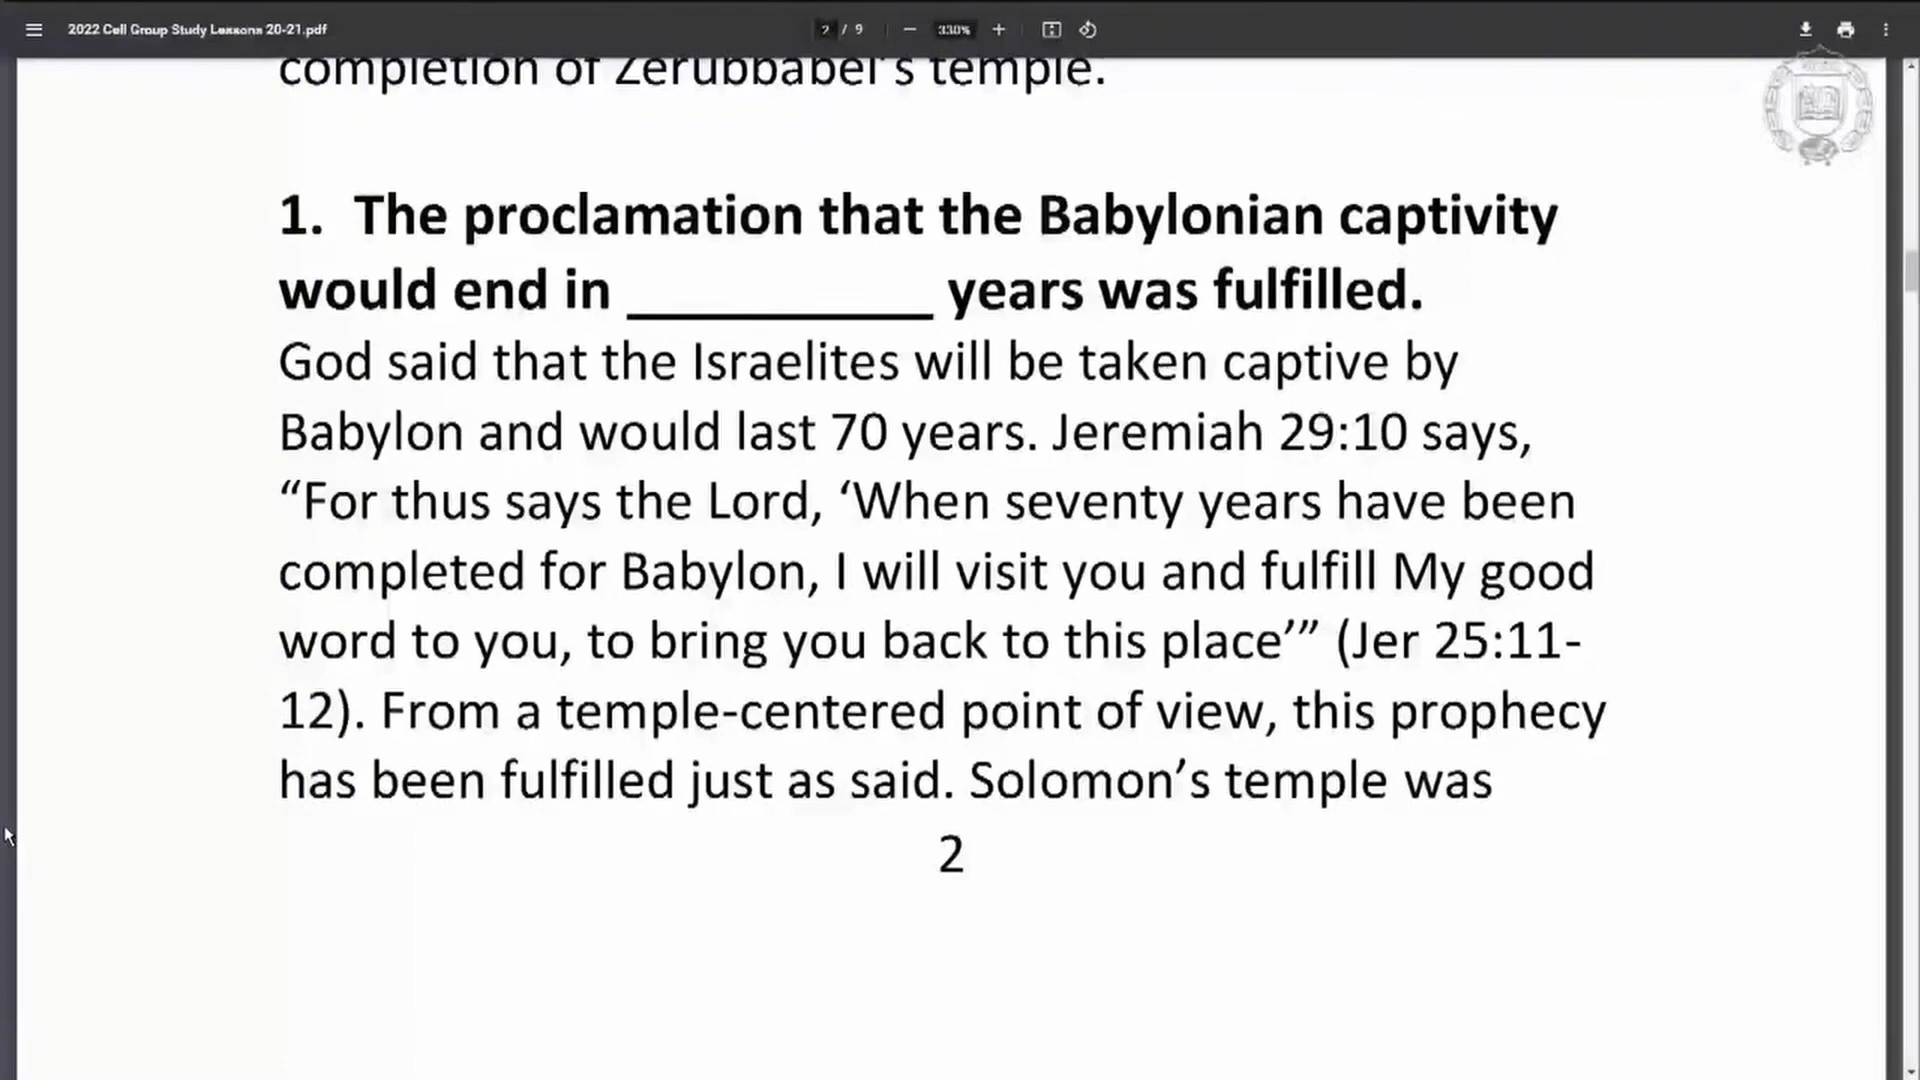 2022 Cell Group Study Lessons 20-21.pdf
2 / 9
330%
completion of Zerubbabel's temple.
1. The proclamation that the Babylonian captivity
would end in ___________ years was fulfilled.
God said that the Israelites will be taken captive by
Babylon and would last 70 years. Jeremiah 29:10 says,
“For thus says the Lord, ‘When seventy years have been
completed for Babylon, I will visit you and fulfill My good
word to you, to bring you back to this place’” (Jer 25:11-
12). From a temple-centered point of view, this prophecy
has been fulfilled just as said. Solomon’s temple was
2